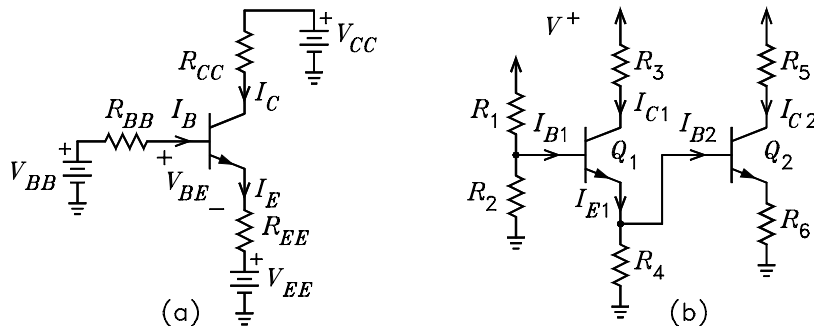 + V_CC
R_CC
I_C
R_BB I_B
+ V_BB
+ V_BE −
I_E
R_EE
+ V_EE
(a)
V^+
R_1
R_2
R_3
I_C1
I_B1
Q_1
I_E1
R_4
R_5
I_C2
I_B2
Q_2
R_6
(b)